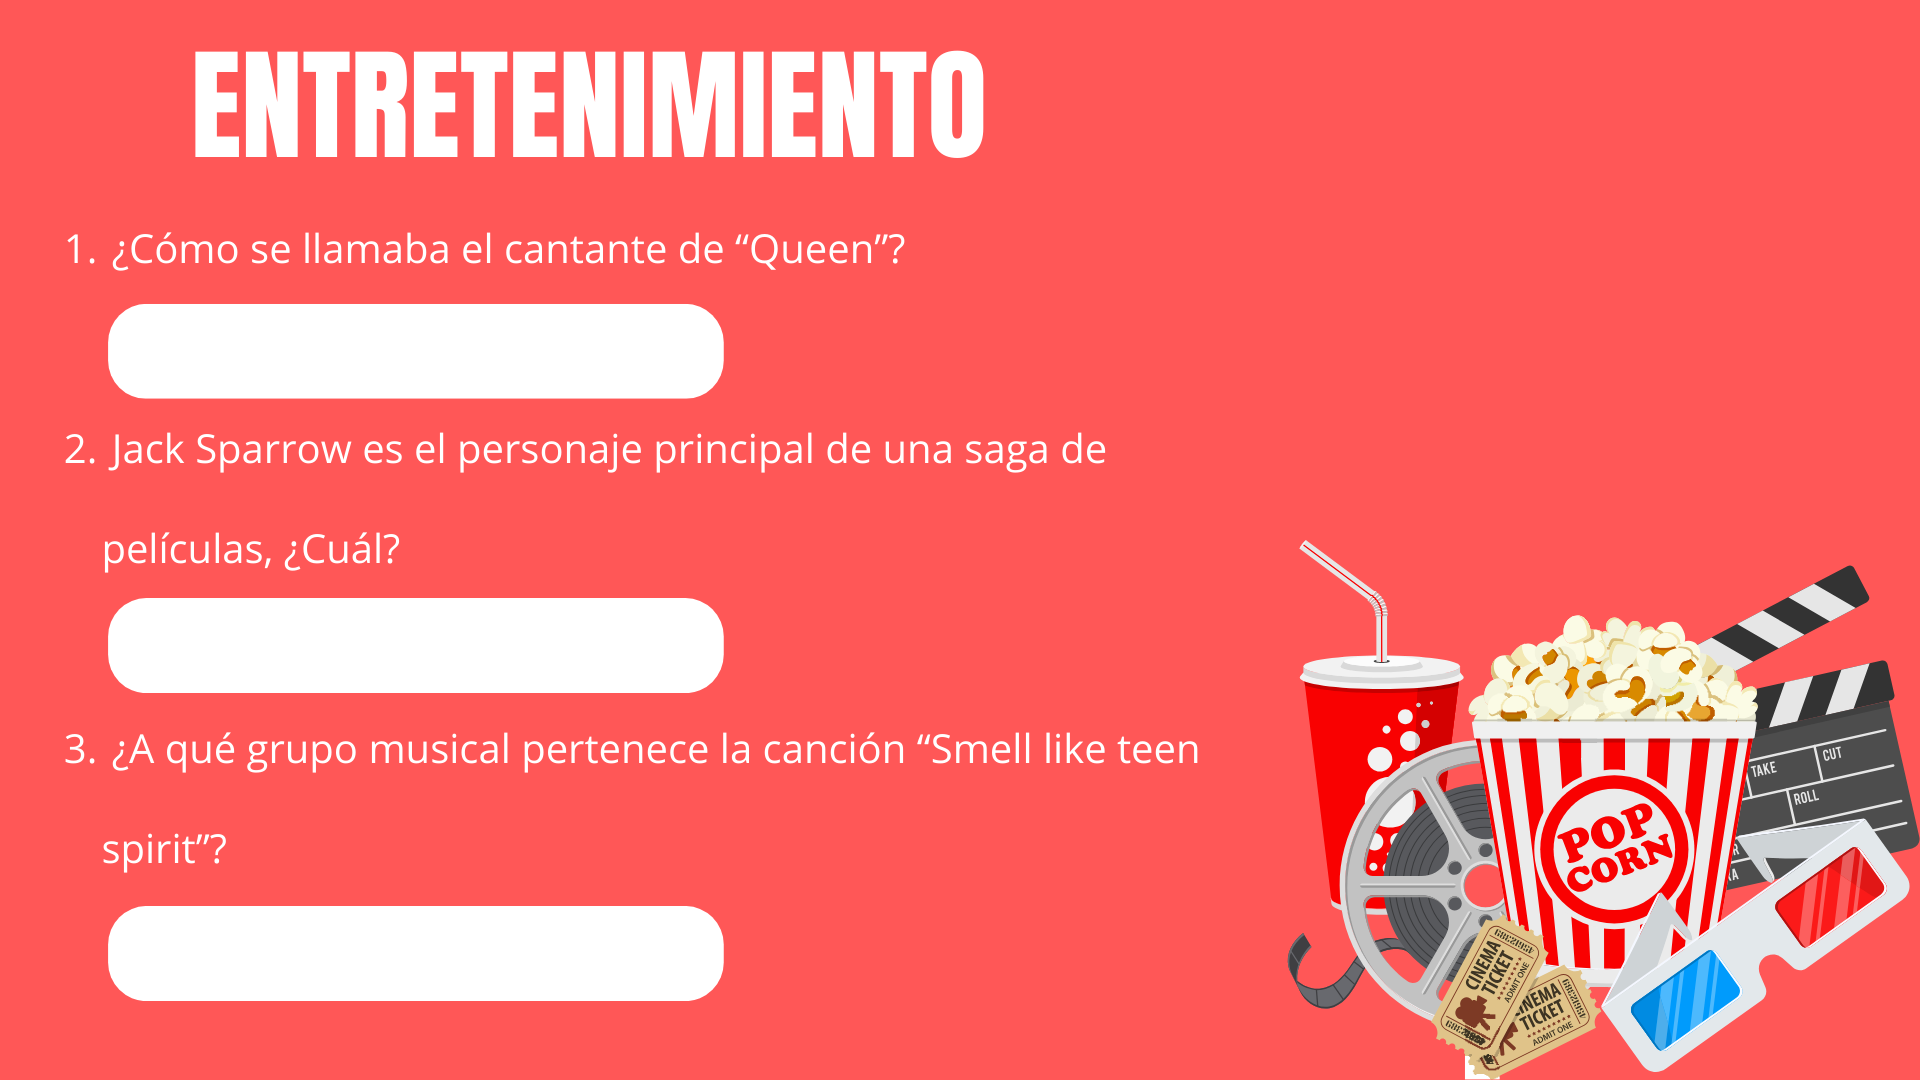 ENTRETENIMIENTO
1. ¿Cómo se llamaba el cantante de “Queen”?
2. Jack Sparrow es el personaje principal de una saga de
películas, ¿Cuál?
3. ¿A qué grupo musical pertenece la canción “Smell like teen
spirit”?
TAKE
CUT
ROLL
POP
CORN
CINEMA
TICKET
ADMIT ONE
TICKET
ADMIT ONE